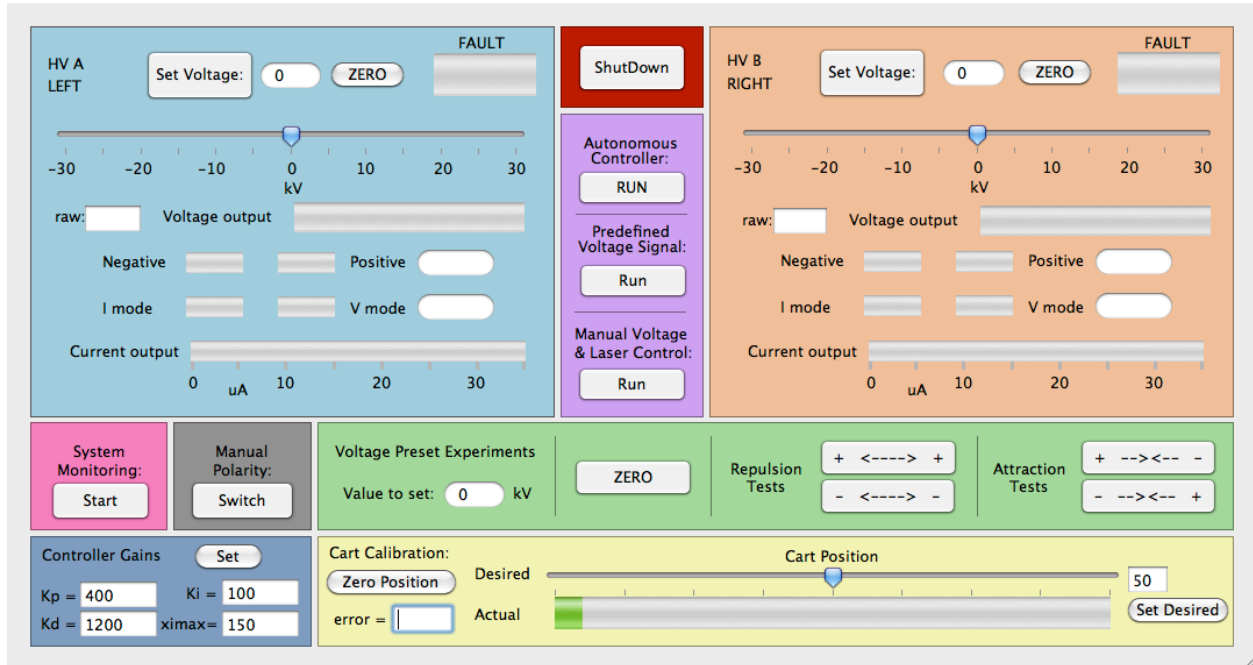 HV A
LEFT
Set Voltage:
0
ZERO
FAULT
-30 -20 -10 0 10 20 30
kV
raw:
Voltage output
Negative
Positive
I mode
V mode
Current output
0 uA 10 20 30
ShutDown
Autonomous
Controller:
RUN
Predefined
Voltage Signal:
Run
Manual Voltage
& Laser Control:
Run
HV B
RIGHT
Set Voltage:
0
ZERO
FAULT
-30 -20 -10 0 10 20 30
kV
raw:
Voltage output
Negative
Positive
I mode
V mode
Current output
0 uA 10 20 30
System
Monitoring:
Start
Manual
Polarity:
Switch
Voltage Preset Experiments
Value to set: 0 kV
ZERO
Repulsion
Tests
+ <----> +
- <----> -
Attraction
Tests
+ --><-- -
- --><-- +
Controller Gains
Set
Kp = 400
Ki = 100
Kd = 1200
ximax= 150
Cart Calibration:
Zero Position
error =
Cart Position
Desired
50
Actual
Set Desired